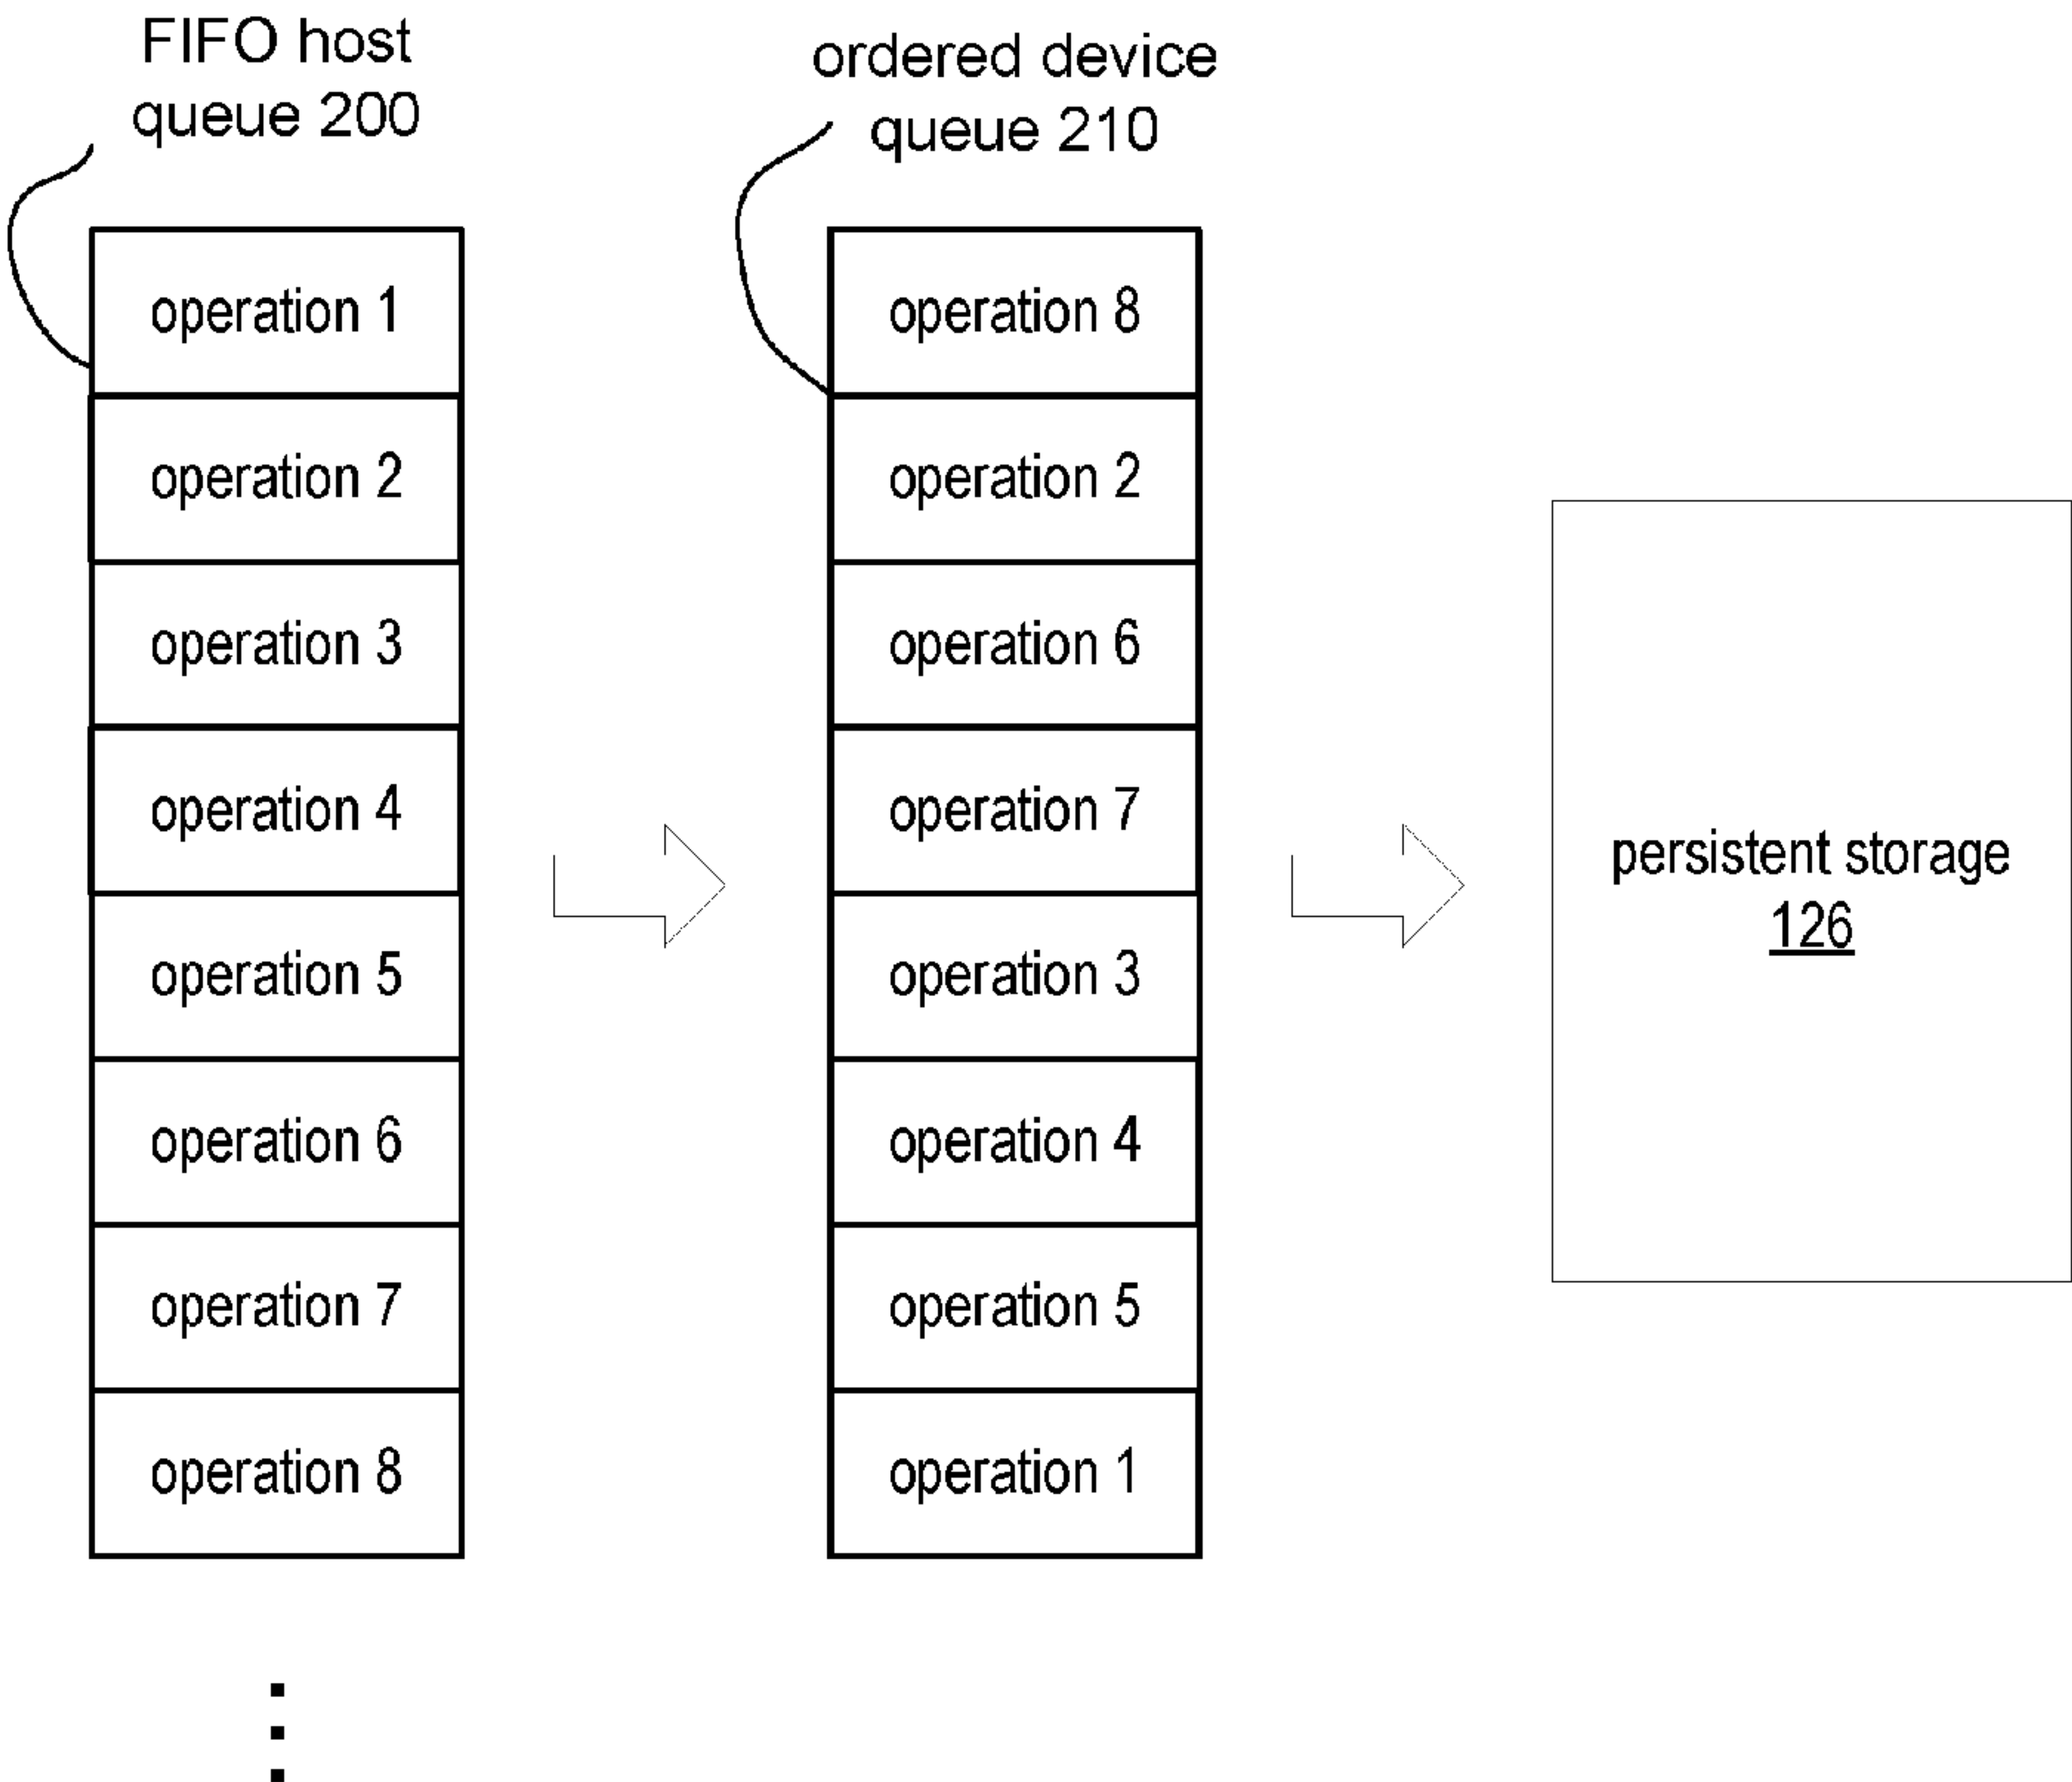 FIFO host
queue 200
ordered device
queue 210
operation 1
operation 2
operation 3
operation 4
operation 5
operation 6
operation 7
operation 8
operation 8
operation 2
operation 6
operation 7
operation 3
operation 4
operation 5
operation 1
persistent storage
126